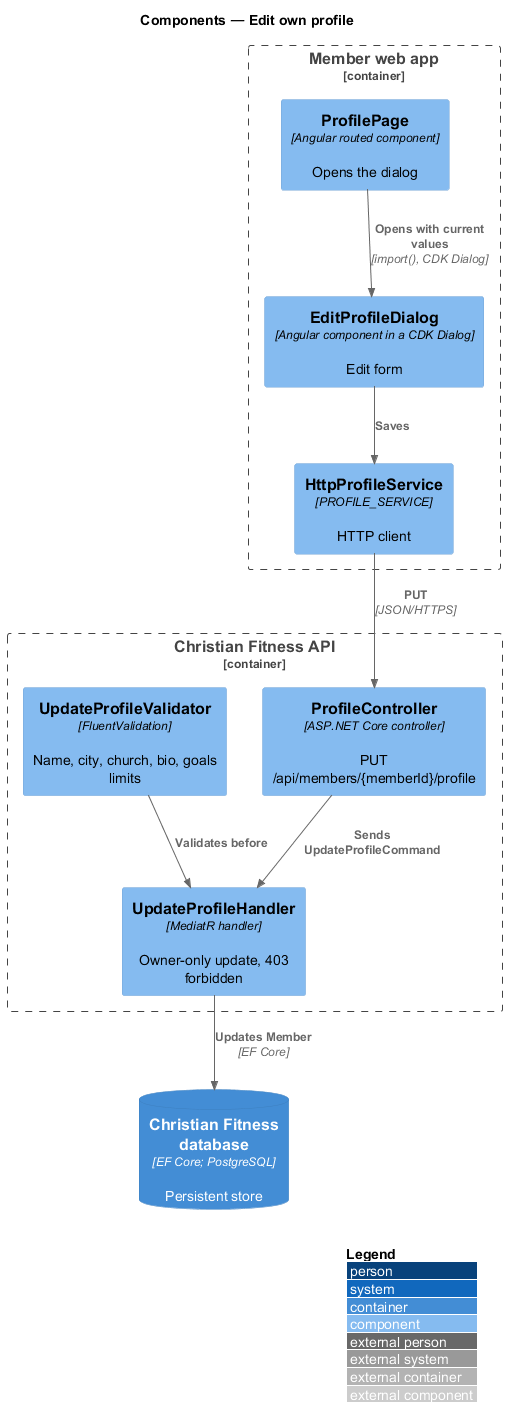 Components — Edit own profile
Member web app
[container]
ProfilePage
[Angular routed component]
Opens the dialog
Opens with current
values
[import(), CDK Dialog]
EditProfileDialog
[Angular component in a CDK Dialog]
Edit form
Saves
HttpProfileService
[PROFILE_SERVICE]
HTTP client
PUT
[JSON/HTTPS]
Christian Fitness API
[container]
UpdateProfileValidator
[FluentValidation]
Name, city, church, bio, goals
limits
ProfileController
[ASP.NET Core controller]
PUT
/api/members/{memberId}/profile
Validates before
Sends
UpdateProfileCommand
UpdateProfileHandler
[MediatR handler]
Owner-only update, 403
forbidden
Updates Member
[EF Core]
Christian Fitness
database
[EF Core; PostgreSQL]
Persistent store
Legend
person
system
container
component
external person
external system
external container
external component